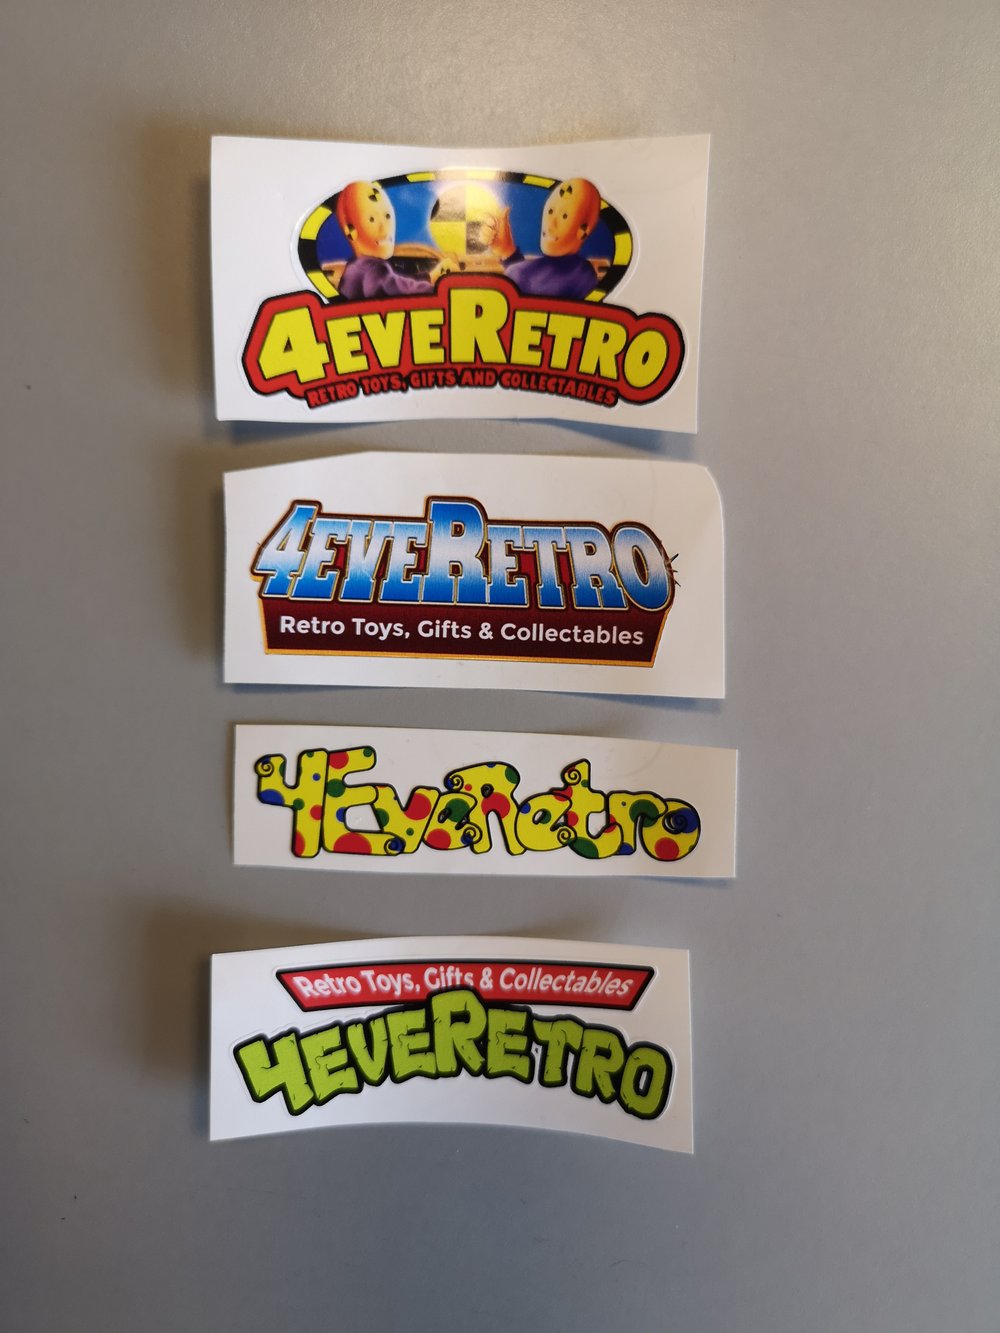 4EVERETRO
RETRO TOYS, GIFTS AND COLLECTABLES
4EVERETRO
Retro Toys, Gifts & Collectables
4EveRetro
Retro Toys, Gifts & Collectables
4EVERETRO